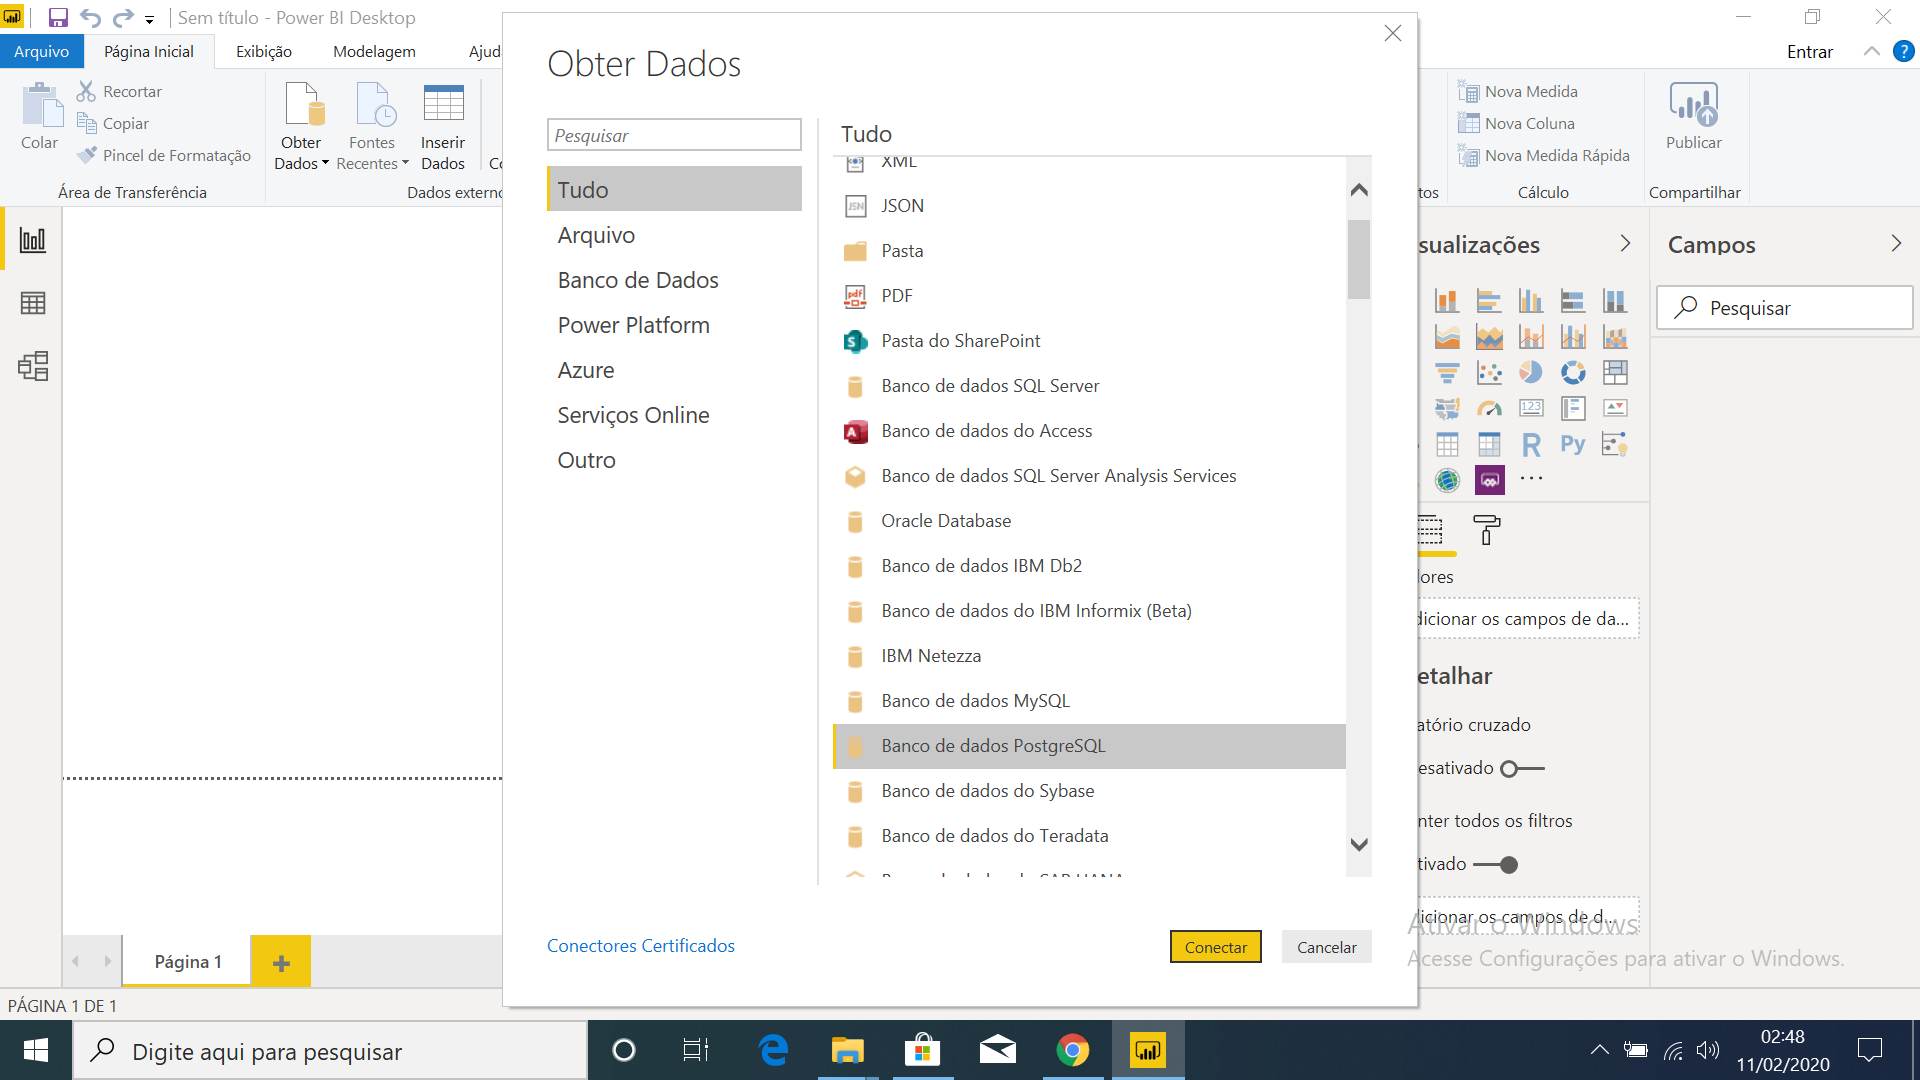 Sem título - Power BI Desktop
Arquivo
Página Inicial
Exibição
Modelagem
Entrar
Colar
Recortar
Copiar
Pincel de Formatação
Área de Transferência
Obter
Dados
Fontes
Recentes
Inserir
Dados
Dados
Nova Medida
Nova Coluna
Nova Medida Rápida
Cálculo
Publicar
Compartilhar
Obter Dados
Pesquisar
Tudo
Arquivo
Banco de Dados
Power Platform
Azure
Serviços Online
Outro
Tudo
XML
JSON
Pasta
PDF
Pasta do SharePoint
Banco de dados SQL Server
Banco de dados do Access
Banco de dados SQL Server Analysis Services
Oracle Database
Banco de dados IBM Db2
Banco de dados do IBM Informix (Beta)
IBM Netezza
Banco de dados MySQL
Banco de dados PostgreSQL
Banco de dados do Sybase
Banco de dados do Teradata
Conectores Certificados
Conectar
Cancelar
sualizações
Campos
Pesquisar
123
R
Py
lores
dicionar os campos de da...
etalhar
atório cruzado
esativado
nter todos os filtros
tivado
dicionar os campos de d...
Ativar o Windows
Acesse Configurações para ativar o Windows.
Página 1
PÁGINA 1 DE 1
Digite aqui para pesquisar
02:48
11/02/2020